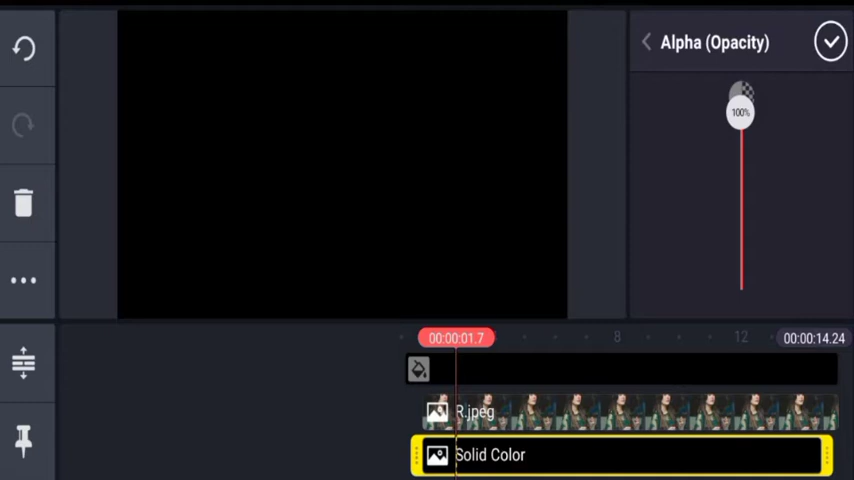 Alpha (Opacity)
100%
00:00:01.7
8
12
00:00:14.24
R.jpeg
Solid Color